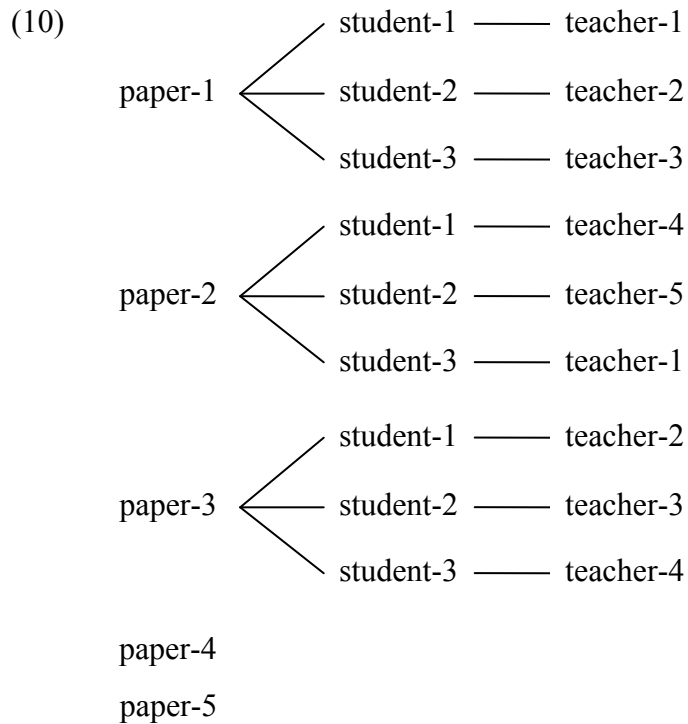 (10) student-1 teacher-1
paper-1 student-2 teacher-2
student-3 teacher-3
student-1 teacher-4
paper-2 student-2 teacher-5
student-3 teacher-1
student-1 teacher-2
paper-3 student-2 teacher-3
student-3 teacher-4
paper-4
paper-5